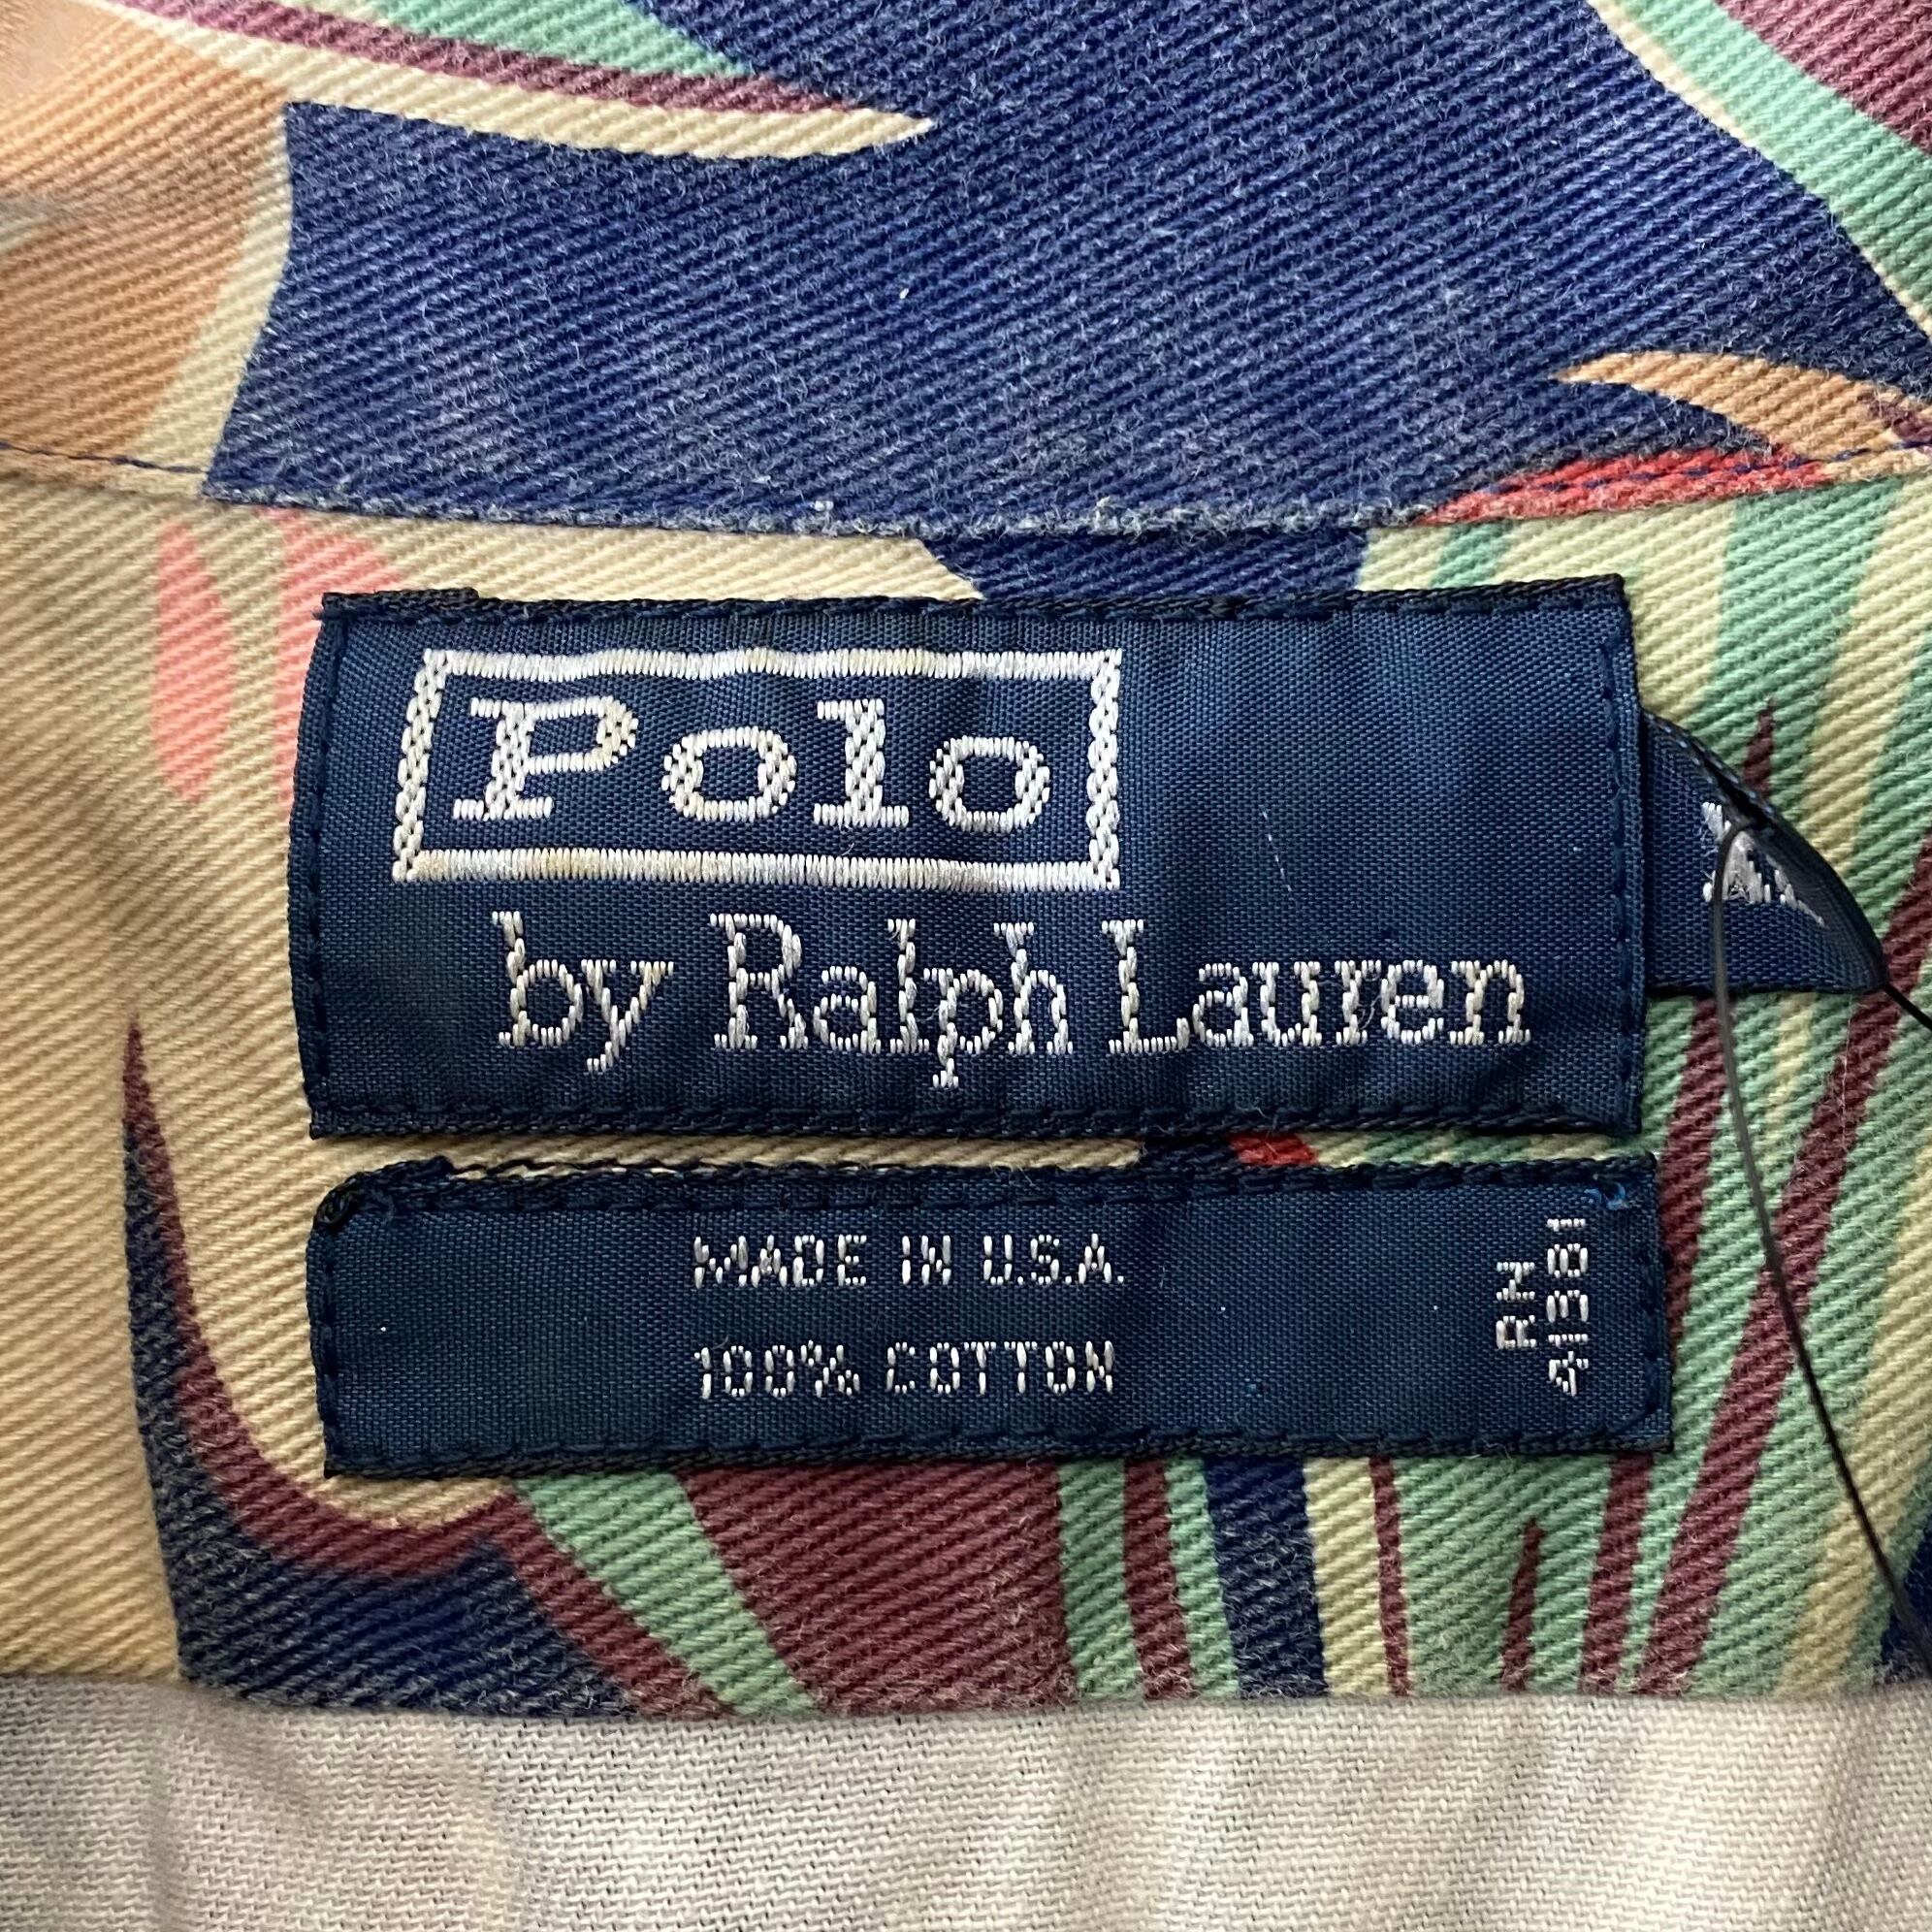 Polo
by Ralph Lauren
MADE IN U.S.A.
100% COTTON
RN
41381